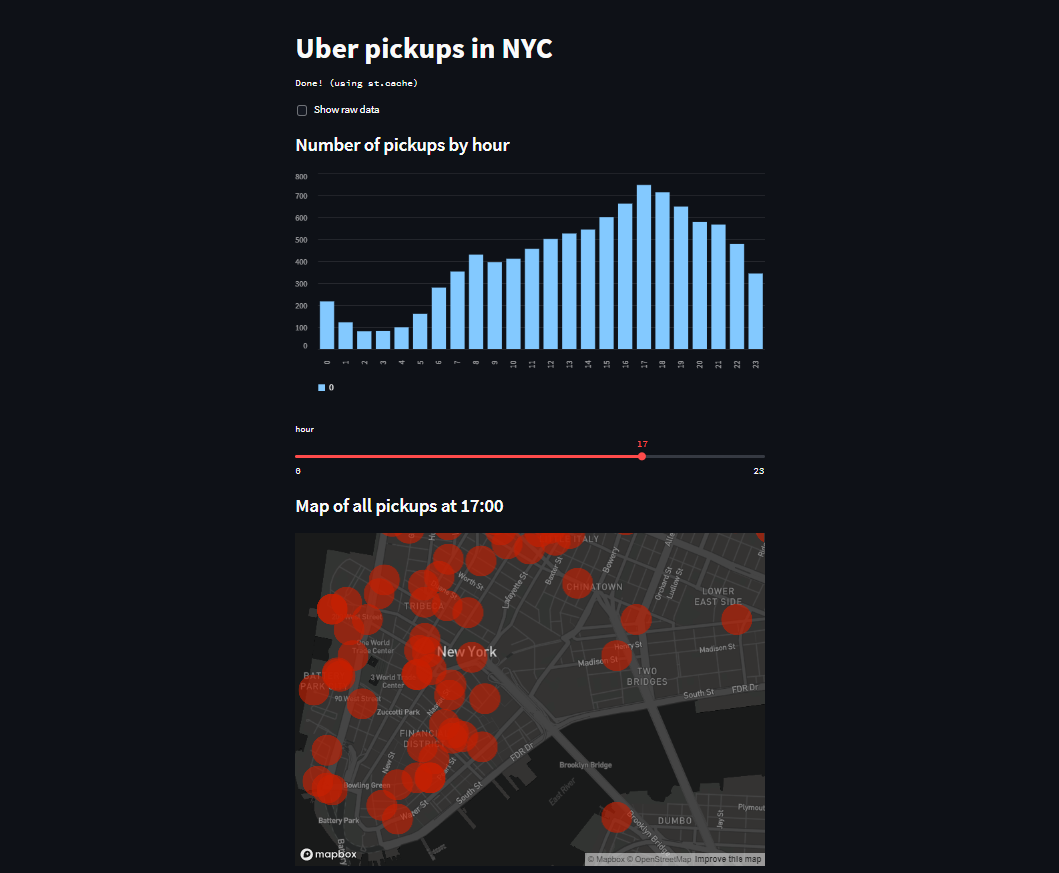 Uber pickups in NYC
Done! (using st.cache)
Show raw data
Number of pickups by hour
800
700
600
500
400
300
200
100
0
0 1 2 3 4 5 6 7 8 9 10 11 12 13 14 15 16 17 18 19 20 21 22 23
0
hour
17
0 23
Map of all pickups at 17:00
ITALY
Bowery
Baxter St
Lafayette St
Worth St
CHINATOWN
Orchard St
Ludlow St
LOWER
EAST SIDE
TRIBECA
One World
Trade Center
New York
Henry St
Madison St
Madison St
TWO
BRIDGES
3 World Trade
Center
90 West Street
Zuccotti Park
South St
FDR Dr
FINANCI
DISTRICT
New St
FDR Dr
Brooklyn Bridge
Bowling Green
South St
East River
Water St
Battery Park
Brooklyn Bridge
DUMBO
Jay St
Plymou
mapbox
© Mapbox © OpenStreetMap Improve this map